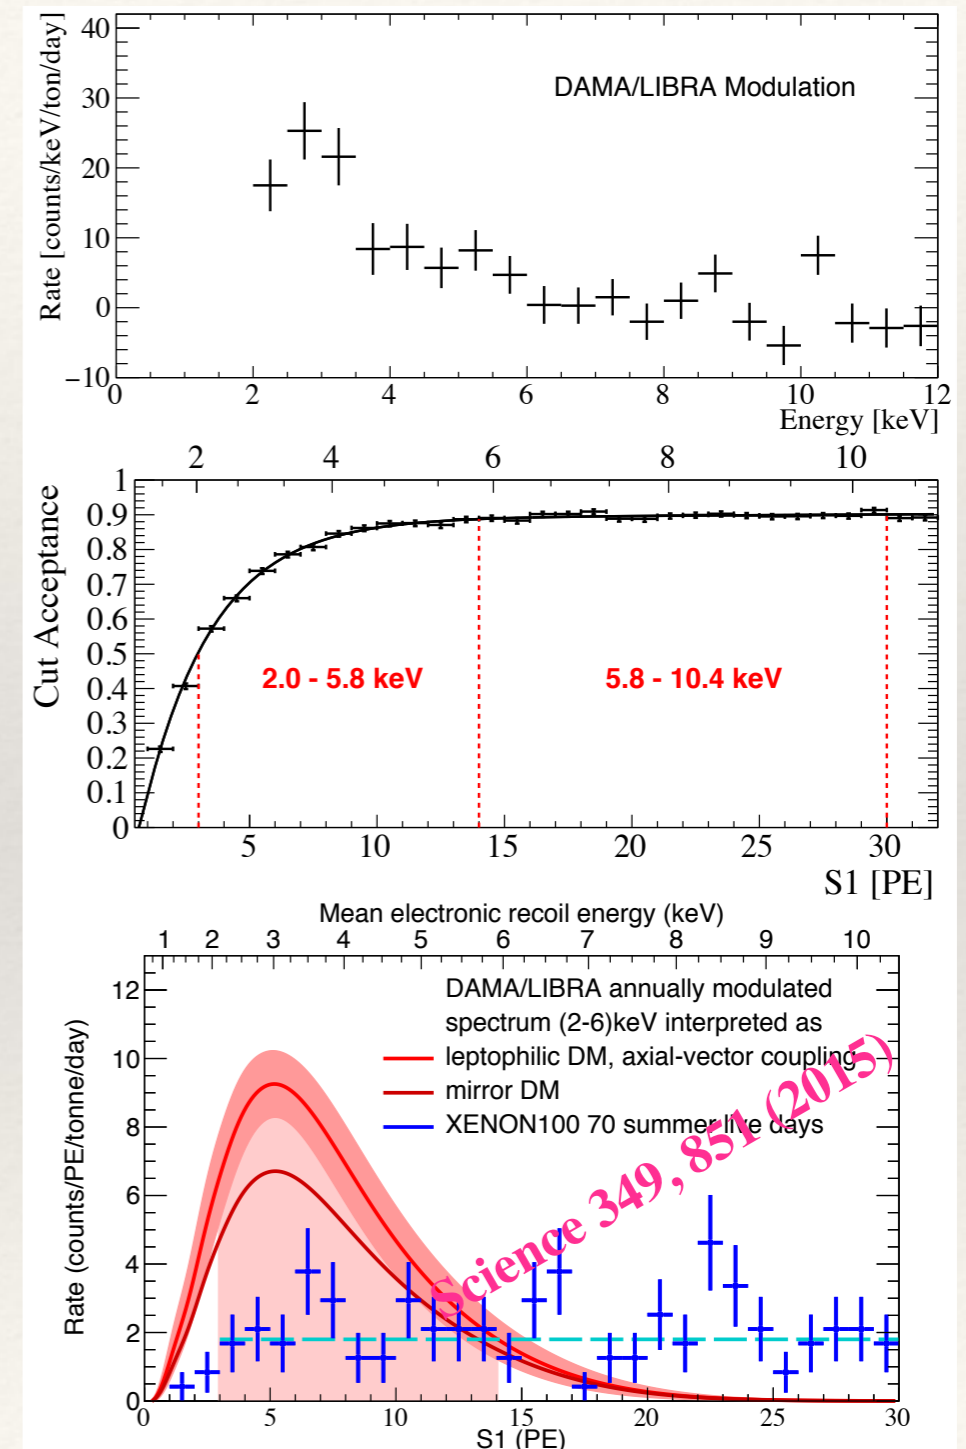 40
30
20
10
0
−10
Rate [counts/keV/ton/day]
DAMA/LIBRA Modulation
0 2 4 6 8 10 12
Energy [keV]
2 4 6 8 10
1
0.9
0.8
0.7
0.6
0.5
0.4
0.3
0.2
0.1
0
Cut Acceptance
2.0 - 5.8 keV
5.8 - 10.4 keV
5 10 15 20 25 30
S1 [PE]
Mean electronic recoil energy (keV)
1 2 3 4 5 6 7 8 9 10
12
10
8
6
4
2
0
Rate (counts/PE/tonne/day)
DAMA/LIBRA annually modulated
spectrum (2-6)keV interpreted as
leptophilic DM, axial-vector coupling
mirror DM
XENON100 70 summer live days
Science 349, 851 (2015)
0 5 10 15 20 25 30
S1 (PE)